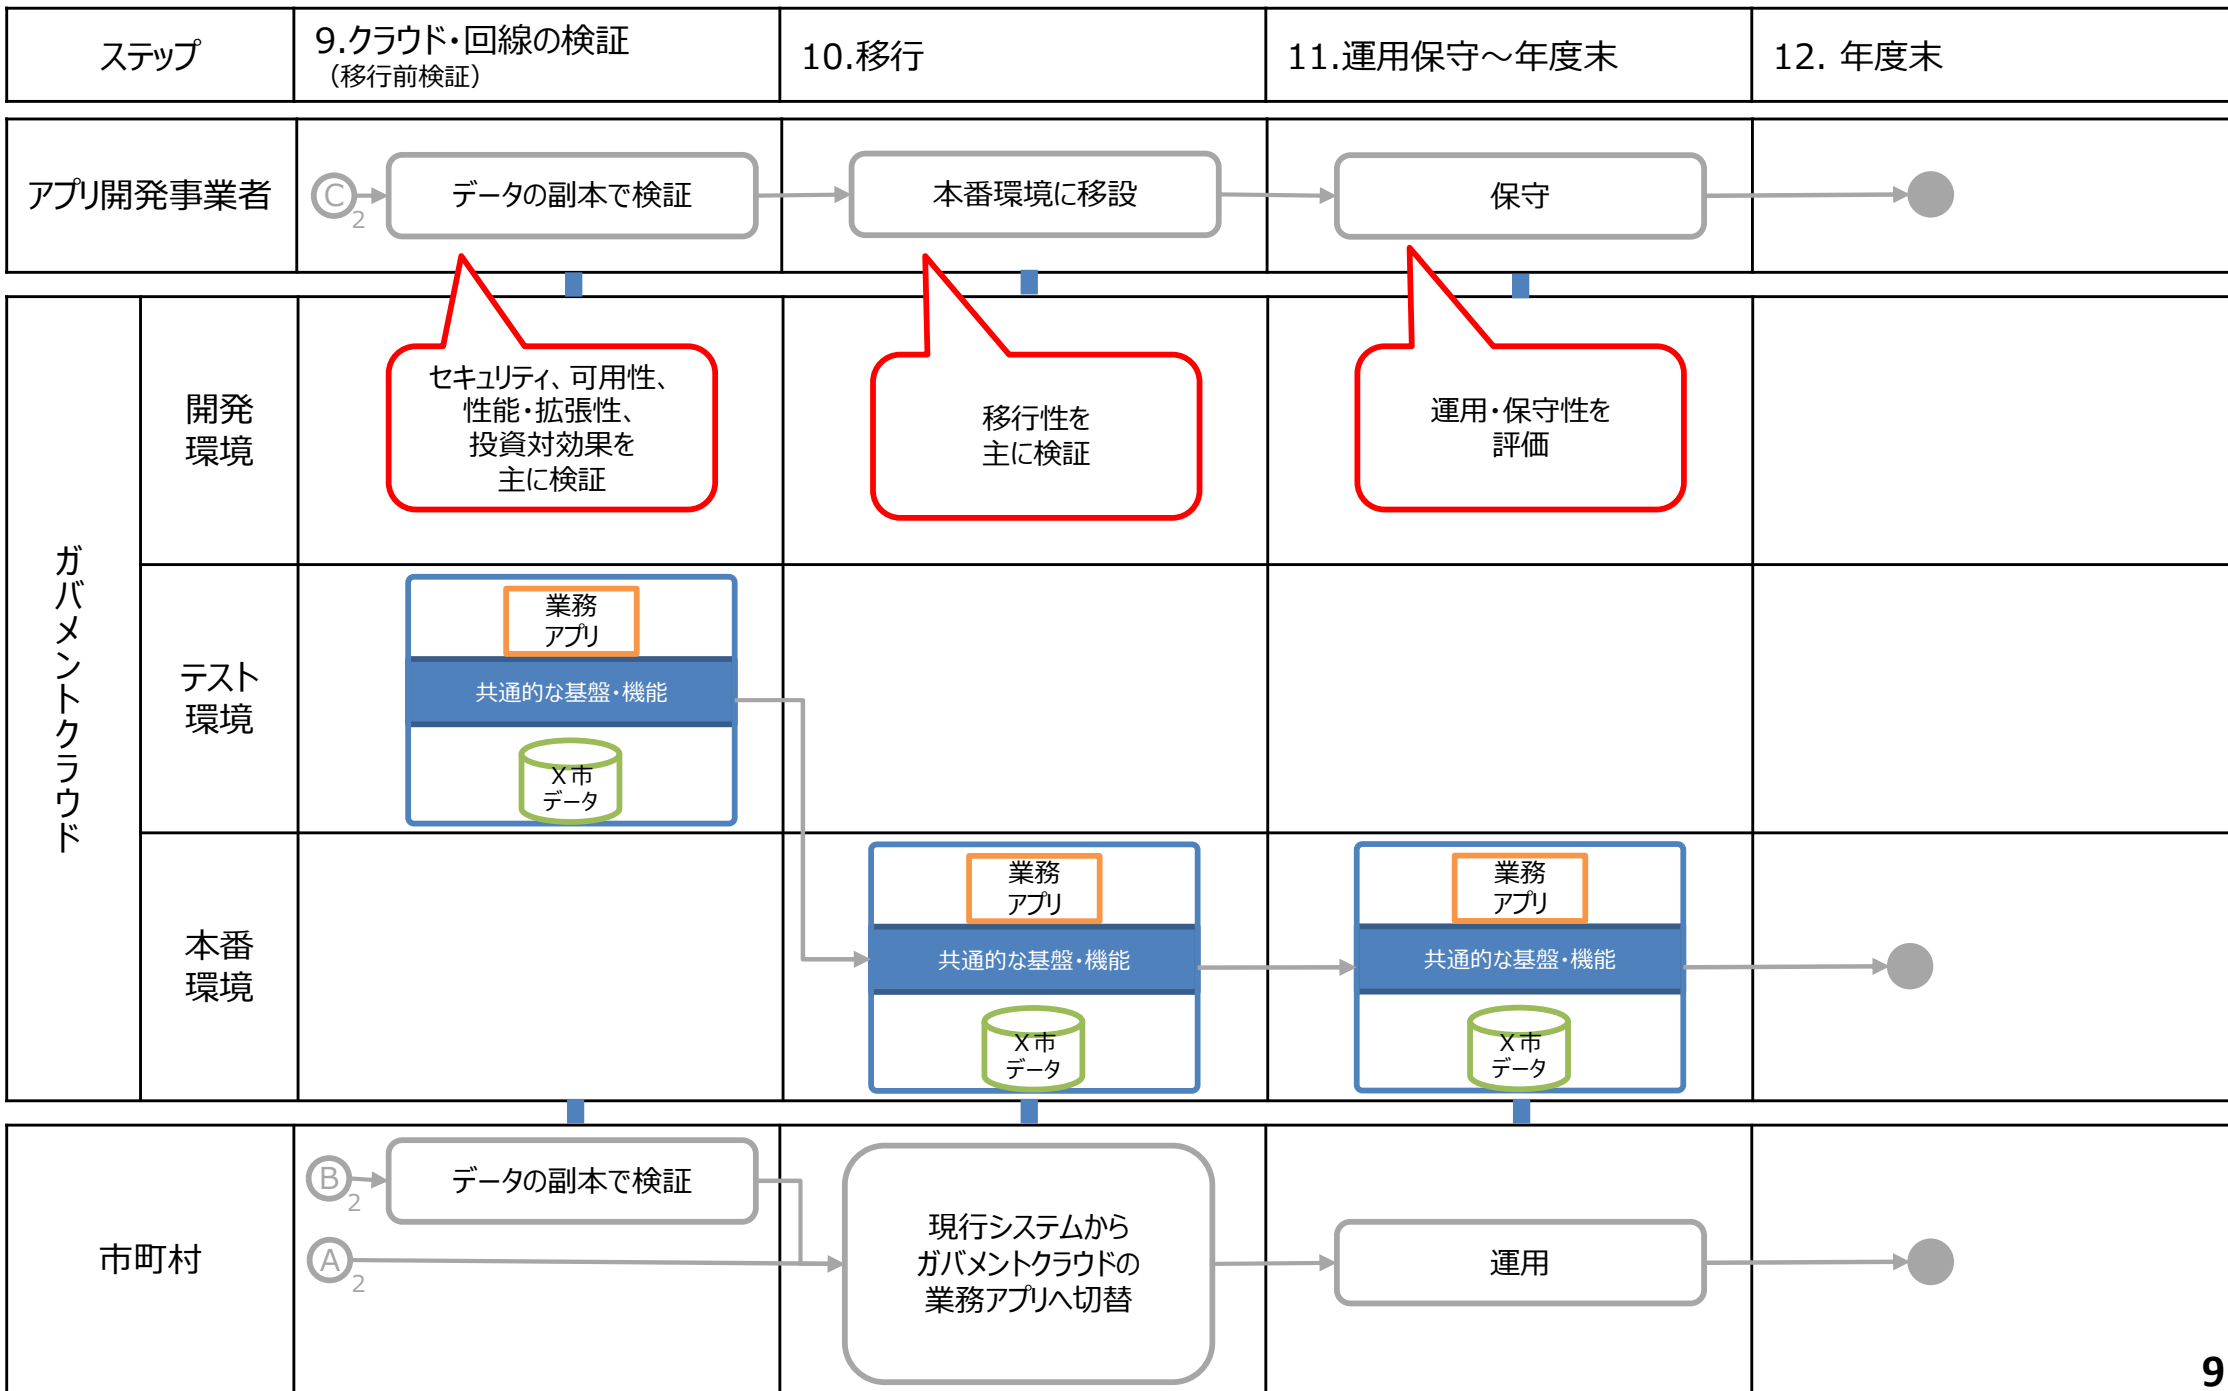 ステップ
9.クラウド・回線の検証
（移行前検証）
10.移行
11.運用保守～年度末
12. 年度末
アプリ開発事業者
C
2
データの副本で検証
本番環境に移設
保守
ガバメントクラウド
開発
環境
セキュリティ、可用性、
性能・拡張性、
投資対効果を
主に検証
移行性を
主に検証
運用・保守性を
評価
テスト
環境
業務
アプリ
共通的な基盤・機能
X市
データ
本番
環境
業務
アプリ
共通的な基盤・機能
X市
データ
業務
アプリ
共通的な基盤・機能
X市
データ
市町村
B
2
データの副本で検証
A
2
現行システムから
ガバメントクラウドの
業務アプリへ切替
運用
9